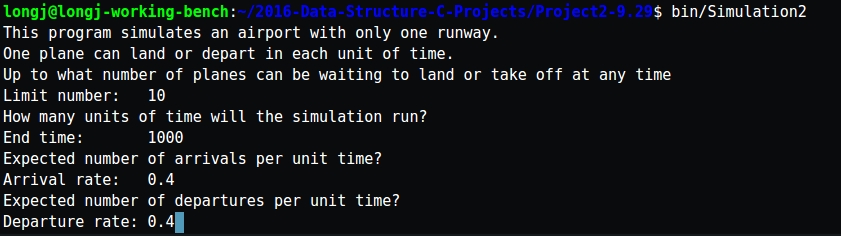 longj@longj-working-bench:~/2016-Data-Structure-C-Projects/Project2-9.29$ bin/Simulation2
This program simulates an airport with only one runway.
One plane can land or depart in each unit of time.
Up to what number of planes can be waiting to land or take off at any time
Limit number:   10
How many units of time will the simulation run?
End time:       1000
Expected number of arrivals per unit time?
Arrival rate:   0.4
Expected number of departures per unit time?
Departure rate: 0.4